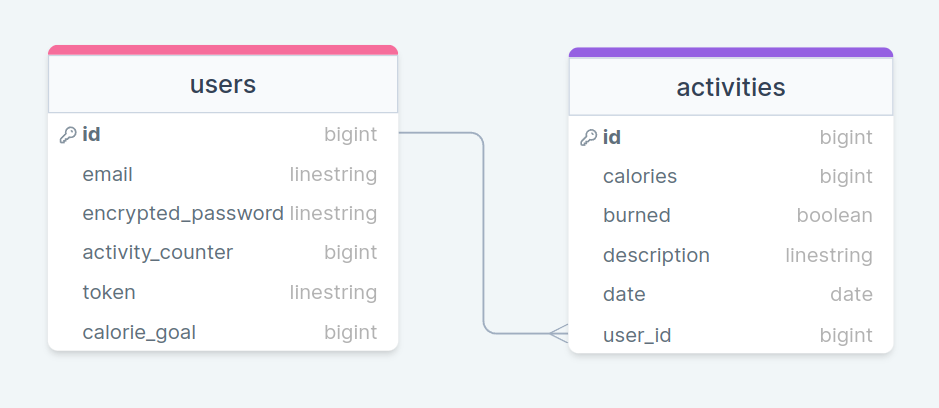 users
id bigint
email linestring
encrypted_password linestring
activity_counter bigint
token linestring
calorie_goal bigint
activities
id bigint
calories bigint
burned boolean
description linestring
date date
user_id bigint